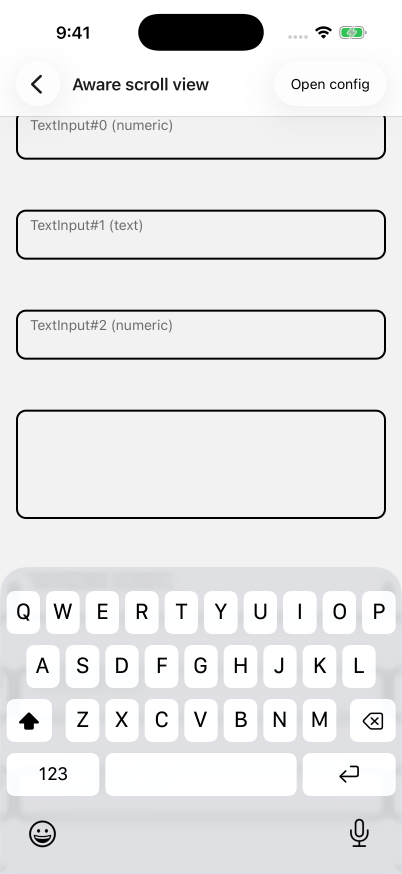 9:41
Aware scroll view
Open config
TextInput#0 (numeric)
TextInput#1 (text)
TextInput#2 (numeric)
Q W E R T Y U I O P
A S D F G H J K L
Z X C V B N M
123